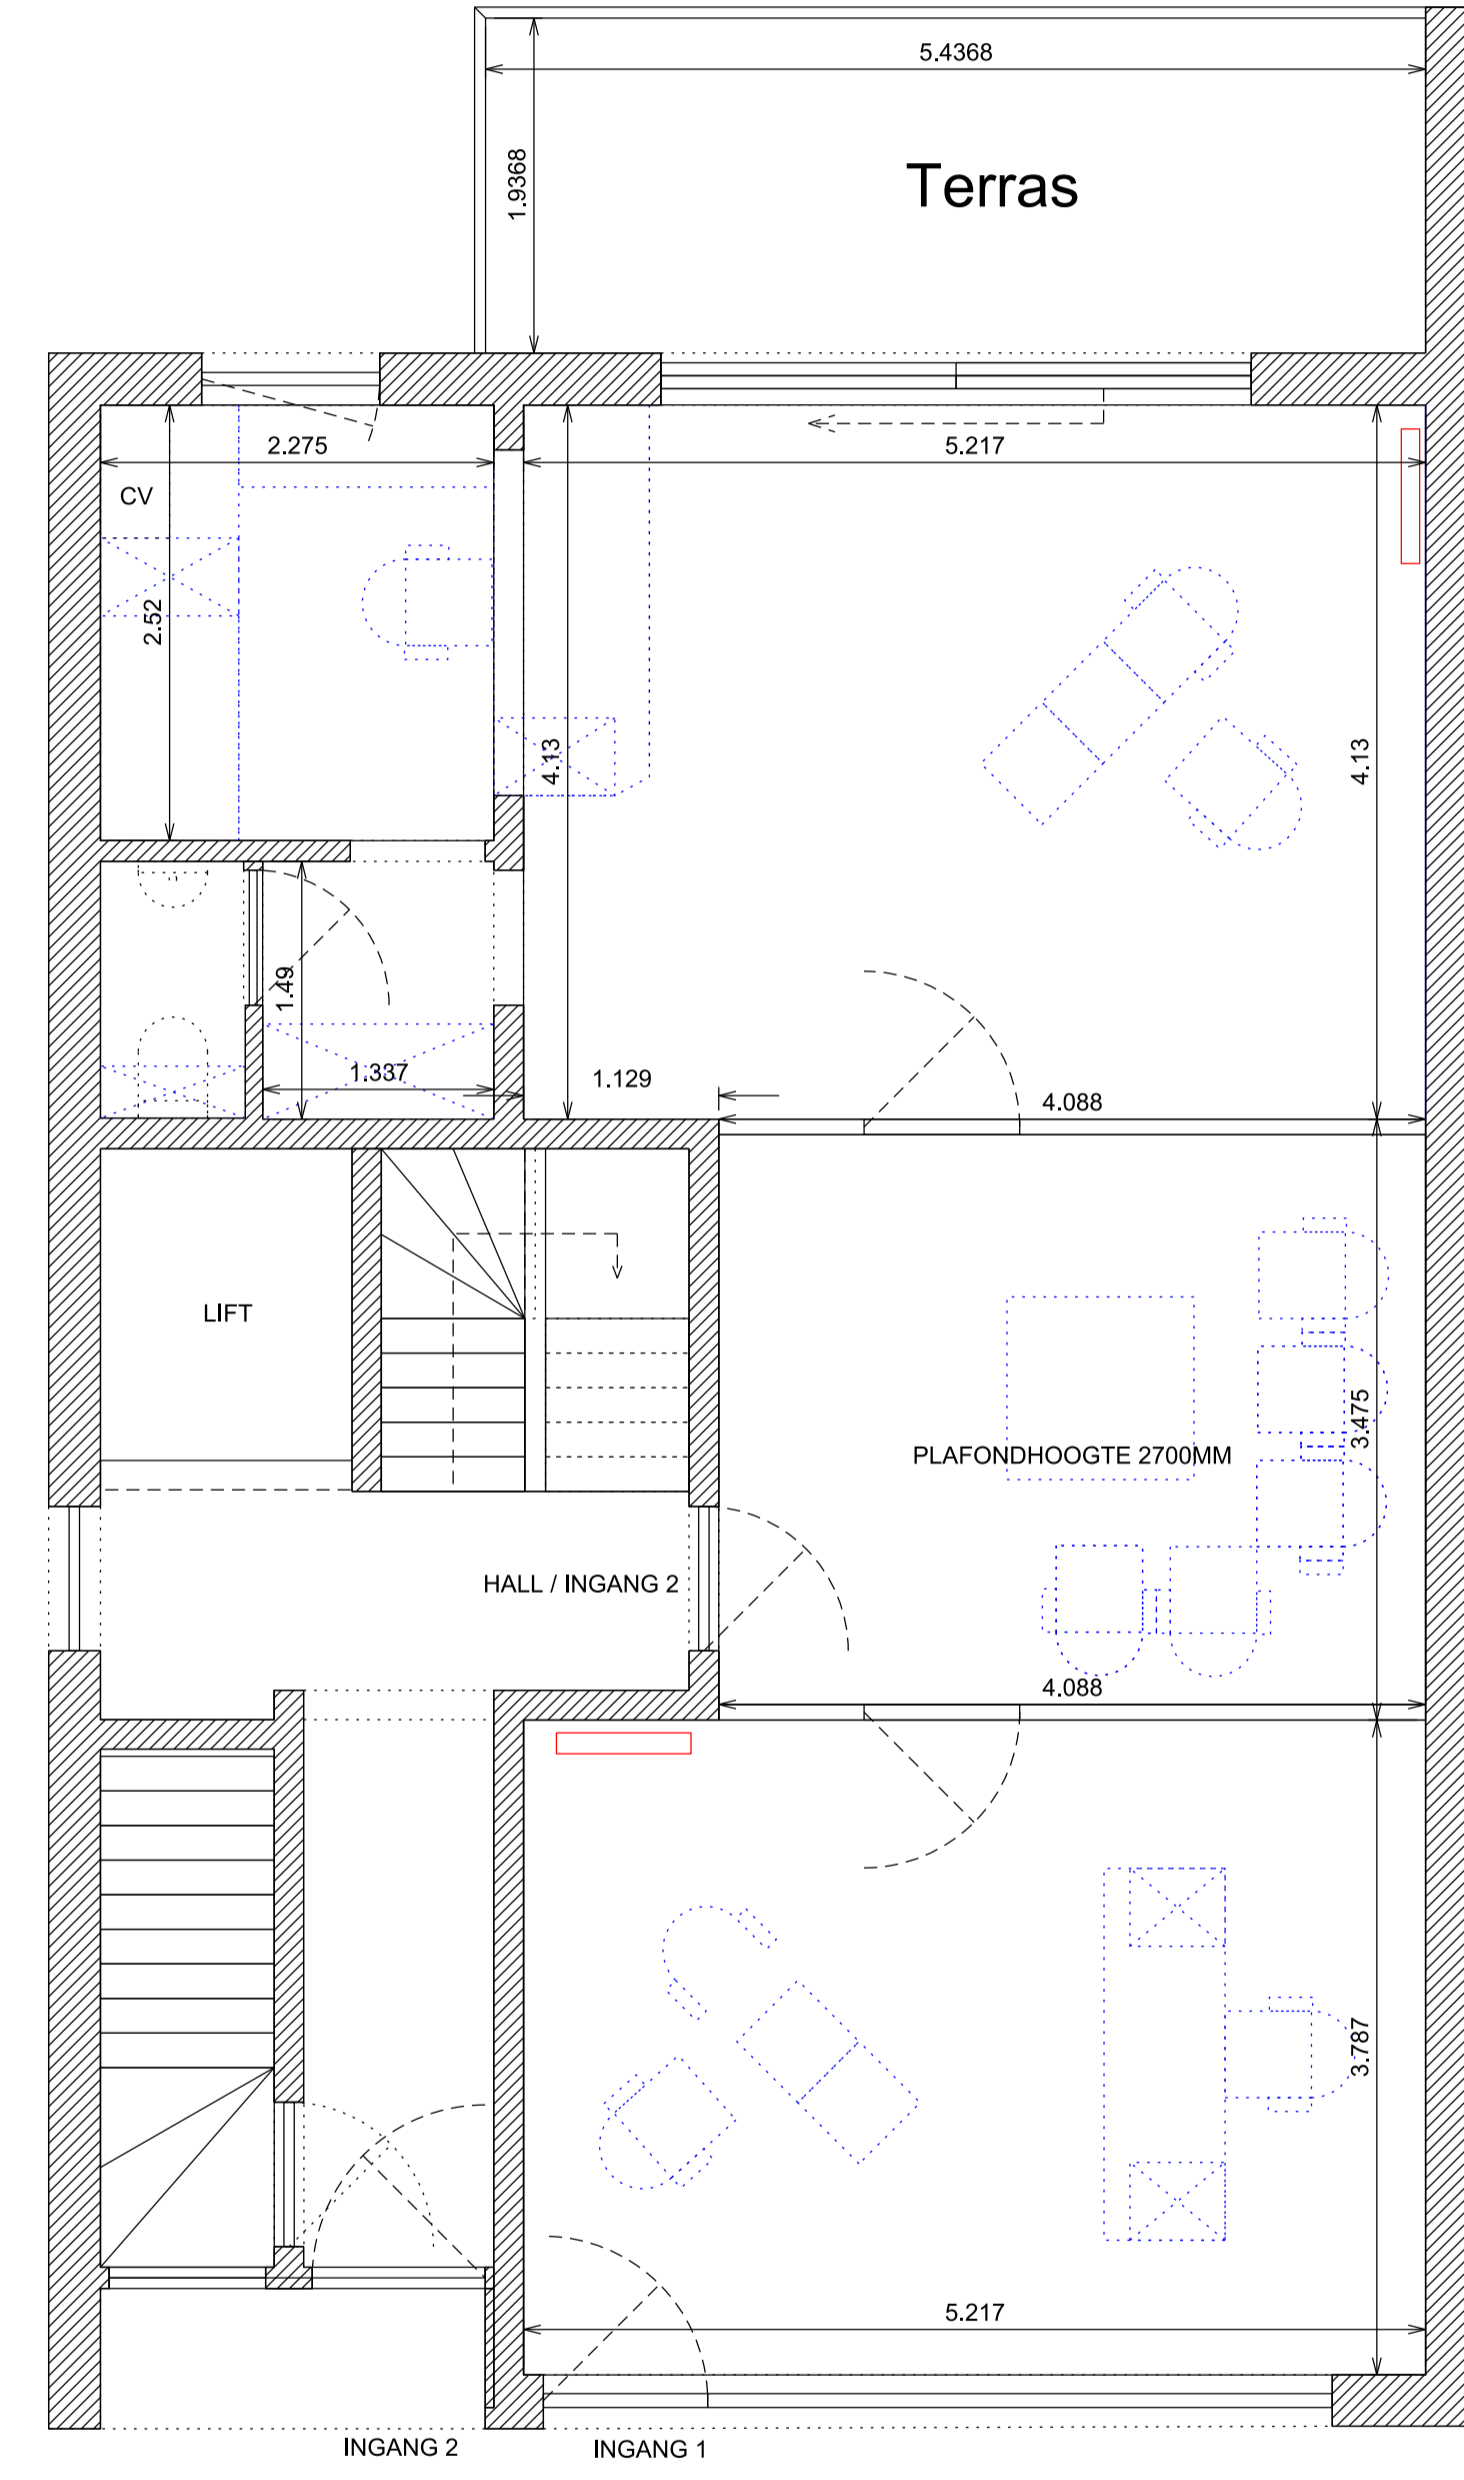 5.4368
1.9368
Terras
2.275
5.217
CV
2.52
4.13
4.13
1.49
1.337
1.129
4.088
LIFT
3.475
PLAFONDHOOGTE 2700MM
HALL / INGANG 2
4.088
3.787
5.217
INGANG 2
INGANG 1